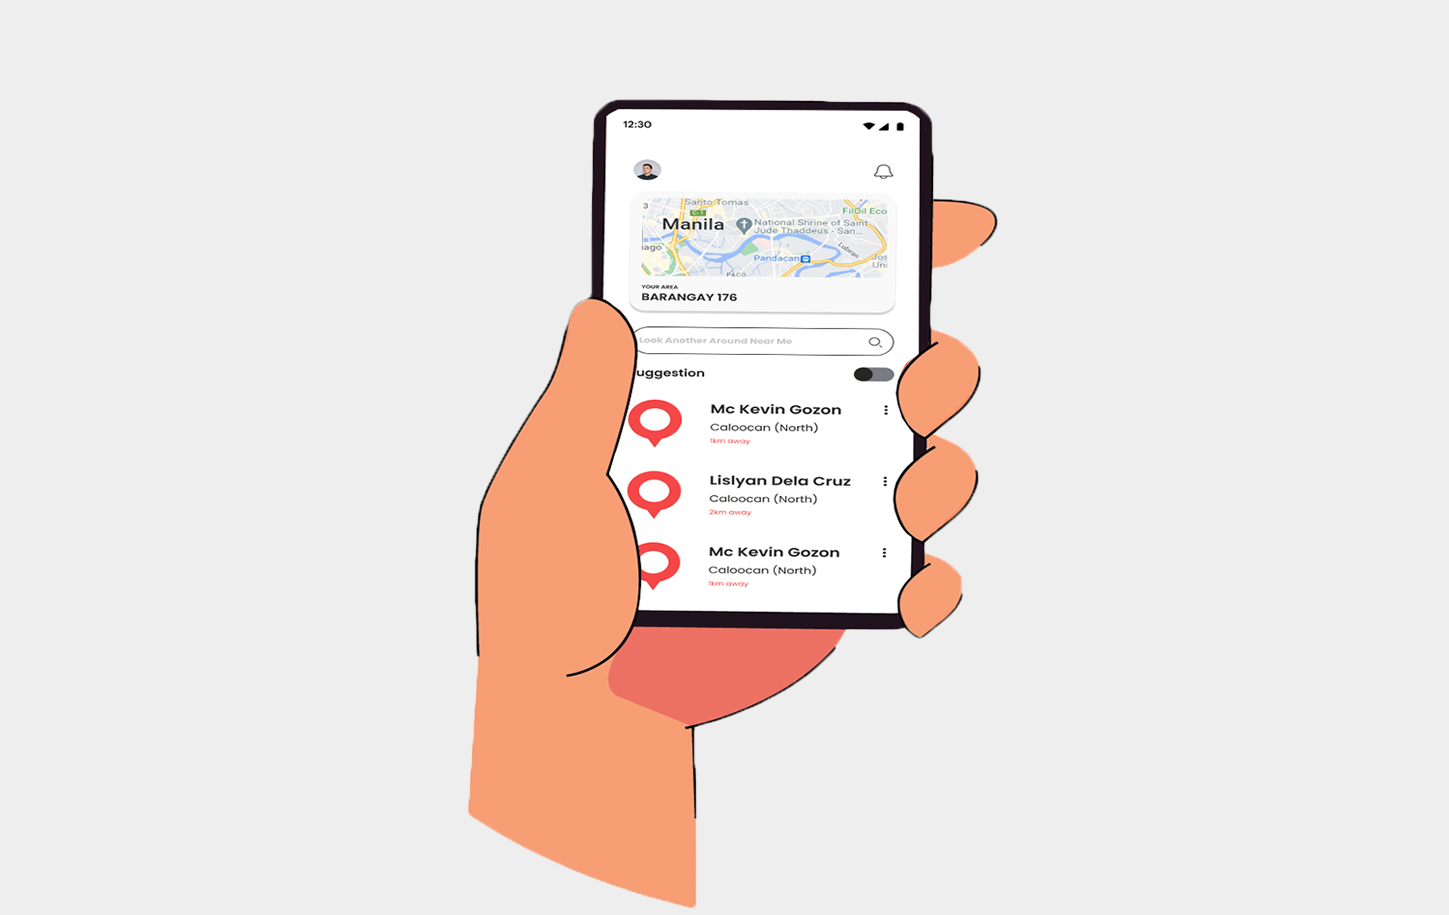 12:30
3
Santo Tomas
C-1
FilOil Eco
Manila
National Shrine of Saint
Jude Thaddeus - San...
iago
Lubiran
Pandacan
Jos
Uni
PACO
YOUR AREA
BARANGAY 176
Look Another Around Near Me
uggestion
Mc Kevin Gozon
Caloocan (North)
1km away
Lislyan Dela Cruz
Caloocan (North)
2km away
Mc Kevin Gozon
Caloocan (North)
1km away